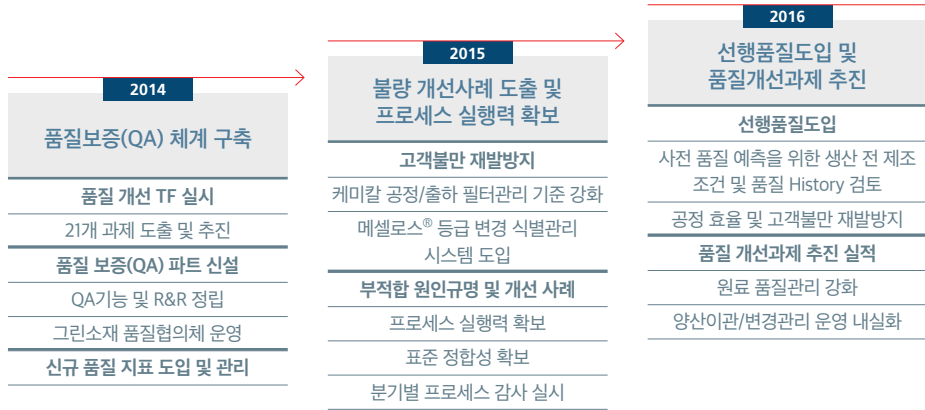 2014
품질보증(QA) 체계 구축
품질 개선 TF 실시
21개 과제 도출 및 추진
품질 보증(QA) 파트 신설
QA기능 및 R&R 정립
그린소재 품질협의체 운영
신규 품질 지표 도입 및 관리
2015
불량 개선사례 도출 및
프로세스 실행력 확보
고객불만 재발방지
케미칼 공정/출하 필터관리 기준 강화
메셀로스® 등급 변경 식별관리
시스템 도입
부적합 원인규명 및 개선 사례
프로세스 실행력 확보
표준 정합성 확보
분기별 프로세스 감사 실시
2016
선행품질도입 및
품질개선과제 추진
선행품질도입
사전 품질 예측을 위한 생산 전 제조
조건 및 품질 History 검토
공정 효율 및 고객불만 재발방지
품질 개선과제 추진 실적
원료 품질관리 강화
양산이관/변경관리 운영 내실화